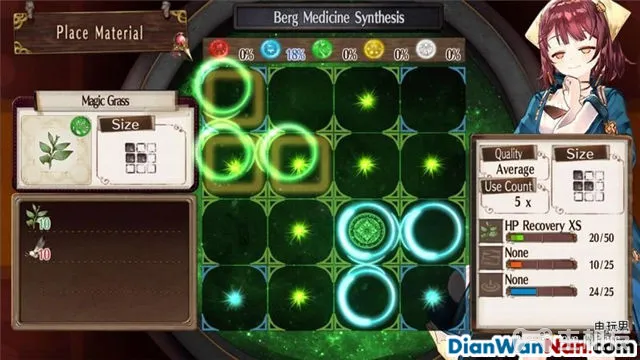 Place Material
Berg Medicine Synthesis
0% 18% 0% 0% 0%
Magic Grass
Size
10
10
Quality
Average
Use Count
5 x
Size
HP Recovery XS
20/50
None
10/25
None
24/25
电玩男
DianWanNan.com